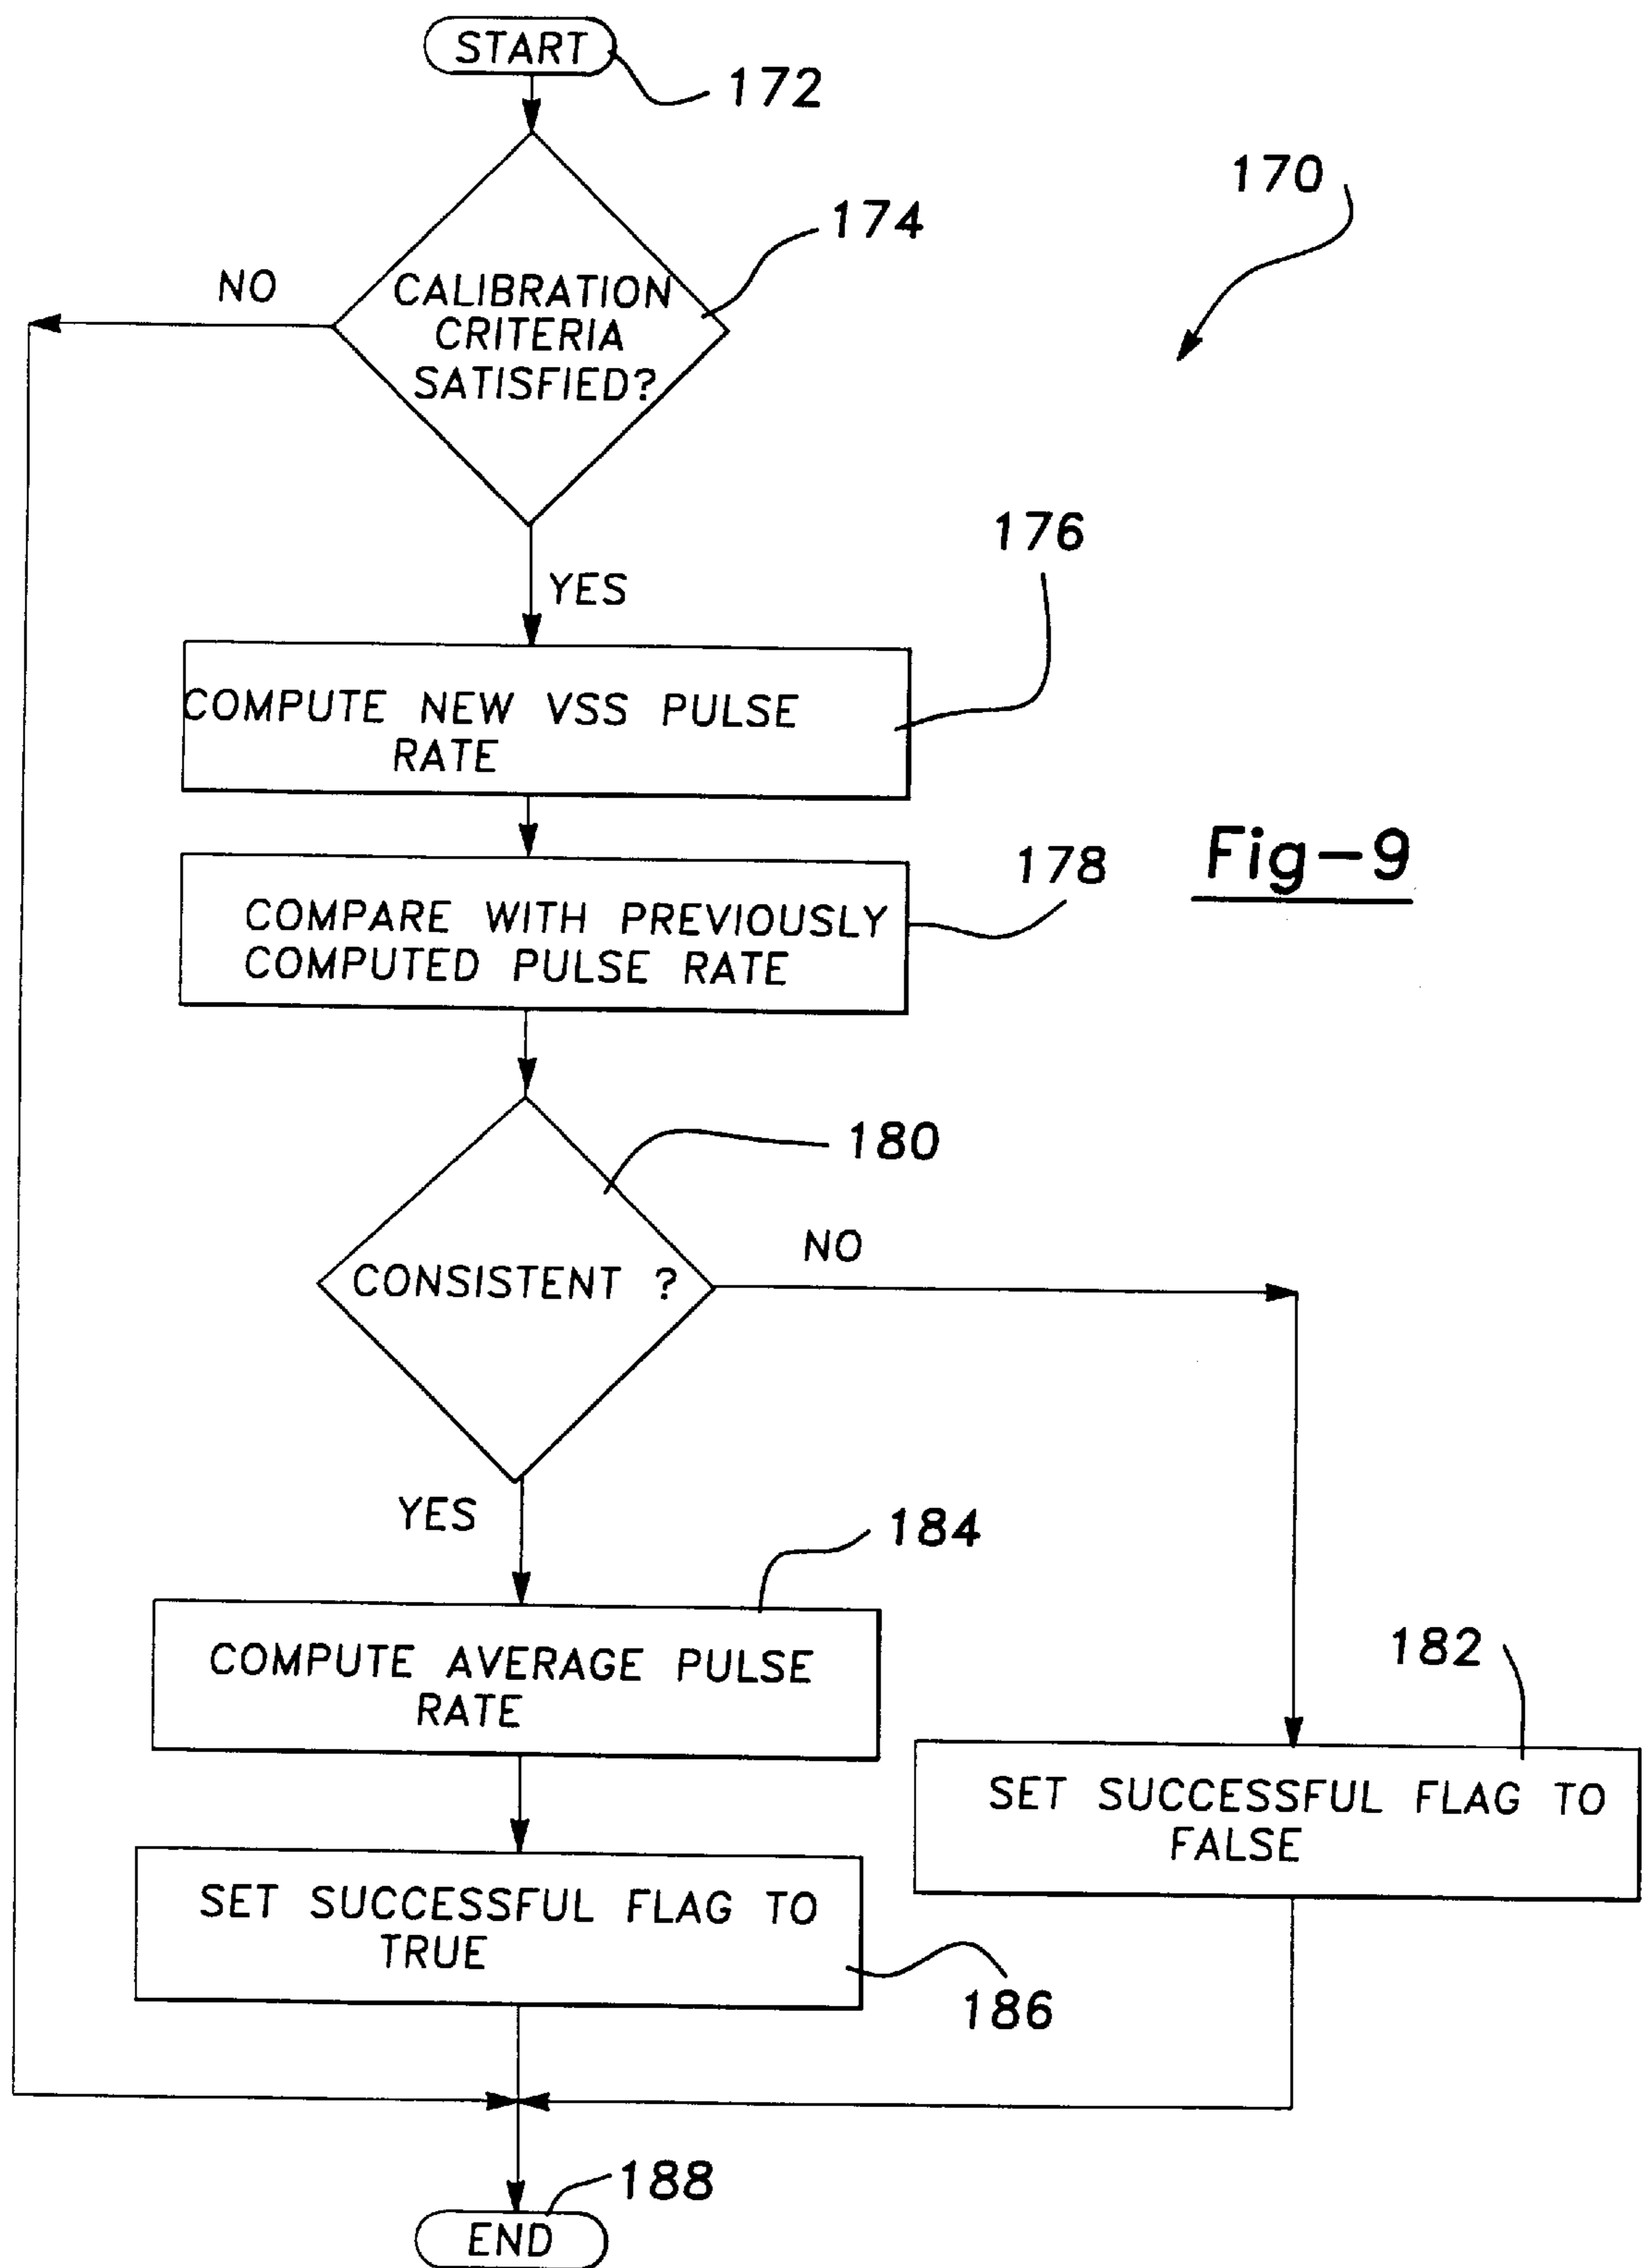 START
172
170
174
NO
CALIBRATION
CRITERIA
SATISFIED?
176
YES
COMPUTE NEW VSS PULSE
RATE
Fig-9
178
COMPARE WITH PREVIOUSLY
COMPUTED PULSE RATE
180
NO
CONSISTENT ?
YES
184
COMPUTE AVERAGE PULSE
RATE
182
SET SUCCESSFUL FLAG TO
FALSE
SET SUCCESSFUL FLAG TO
TRUE
186
188
END